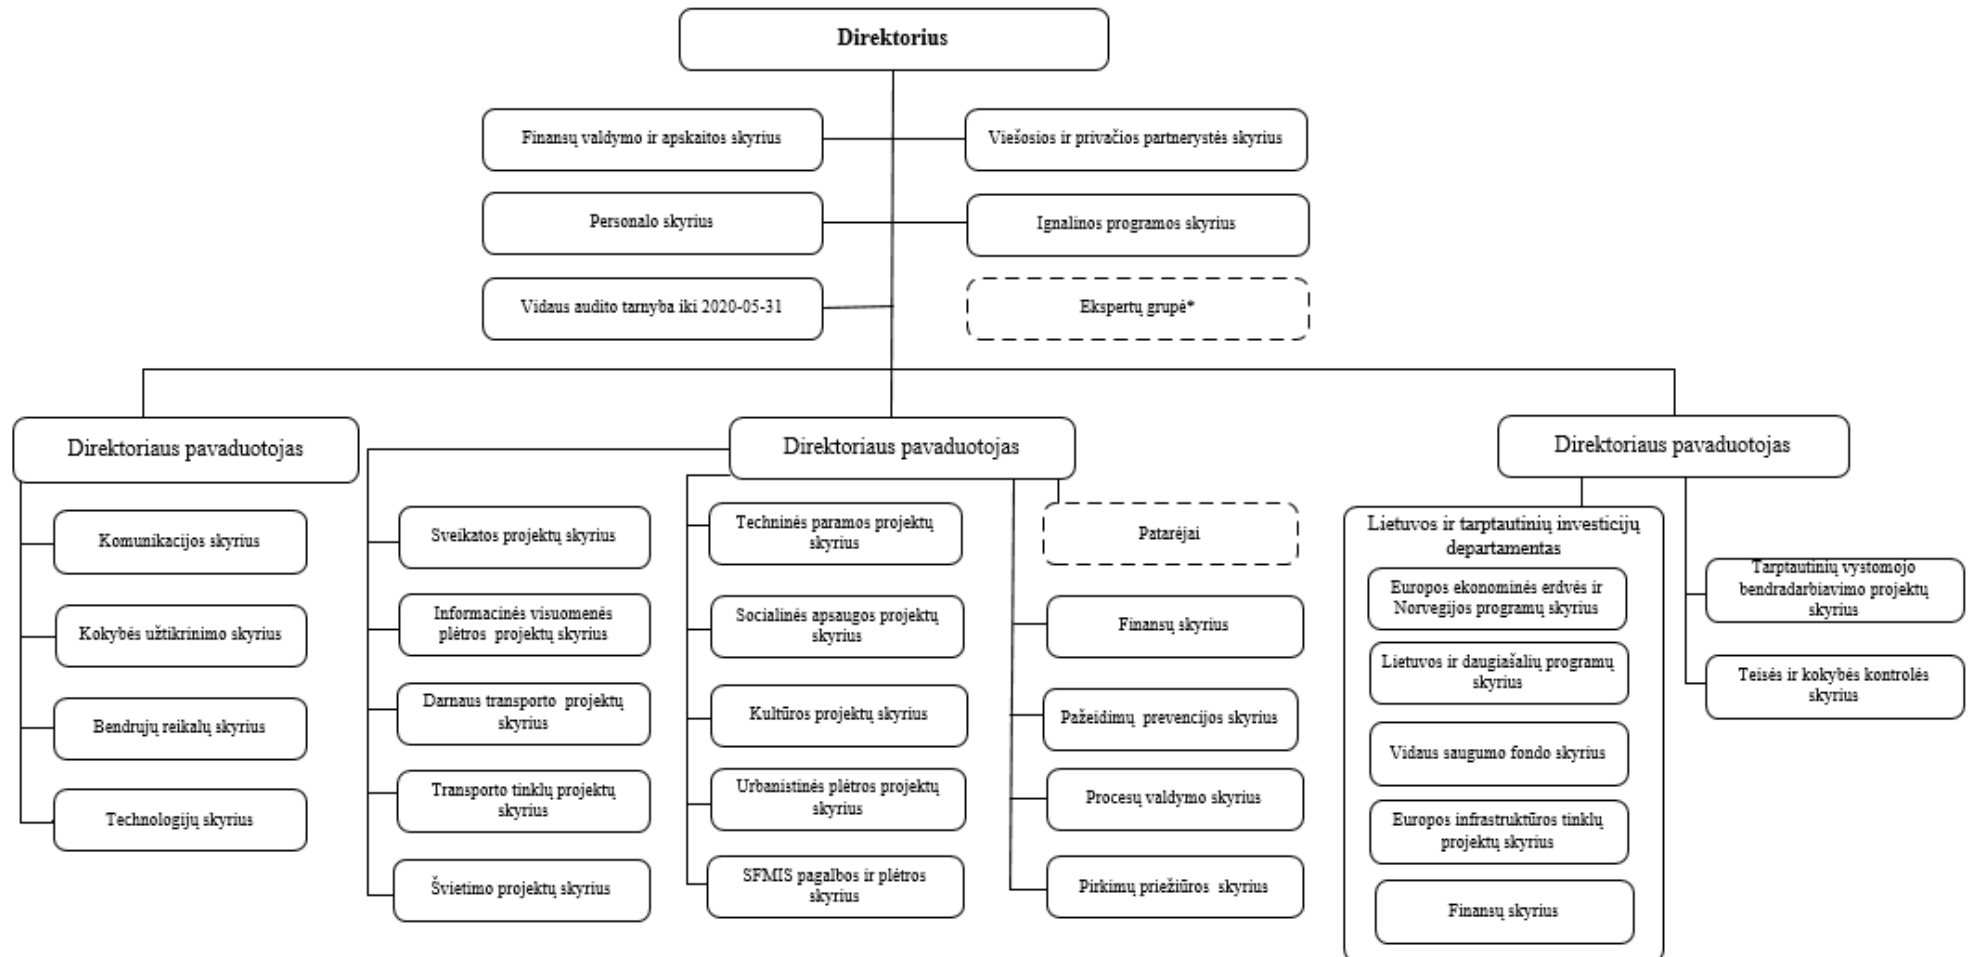 Direktorius
Finansų valdymo ir apskaitos skyrius
Viešosios ir privačios partnerystės skyrius
Personalo skyrius
Ignalinos programos skyrius
Vidaus audito tarnyba iki 2020-05-31
Ekspertų grupė*
Direktoriaus pavaduotojas
Komunikacijos skyrius
Kokybės užtikrinimo skyrius
Bendrųjų reikalų skyrius
Technologijų skyrius
Direktoriaus pavaduotojas
Sveikatos projektų skyrius
Informacinės visuomenės
plėtros projektų skyrius
Darnaus transporto projektų
skyrius
Transporto tinklų projektų
skyrius
Švietimo projektų skyrius
Techninės paramos projektų
skyrius
Socialinės apsaugos projektų
skyrius
Kultūros projektų skyrius
Urbanistinės plėtros projektų
skyrius
SFMIS pagalbos ir plėtros
skyrius
Patarėjai
Finansų skyrius
Pažeidimų prevencijos skyrius
Procesų valdymo skyrius
Pirkimų priežiūros skyrius
Direktoriaus pavaduotojas
Lietuvos ir tarptautinių investicijų
departamentas
Europos ekonominės erdvės ir
Norvegijos programų skyrius
Lietuvos ir daugiašalių programų
skyrius
Vidaus saugumo fondo skyrius
Europos infrastruktūros tinklų
projektų skyrius
Finansų skyrius
Tarptautinių vystomojo
bendradarbiavimo projektų
skyrius
Teisės ir kokybės kontrolės
skyrius